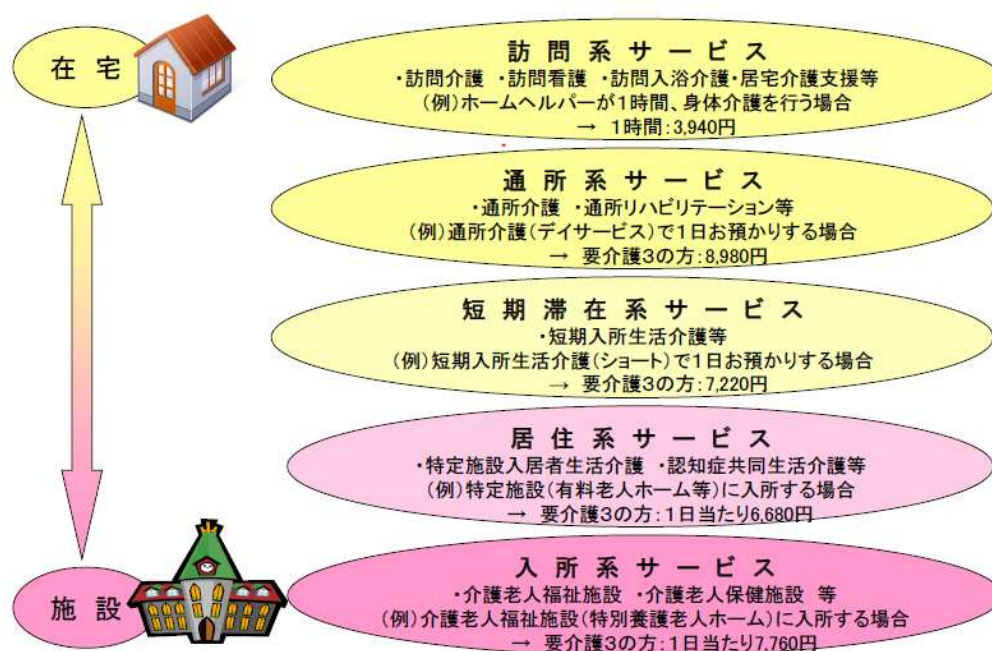 在宅
訪問系サービス
・訪問介護 ・訪問看護 ・訪問入浴介護・居宅介護支援等
(例)ホームヘルパーが1時間、身体介護を行う場合
→ 1時間:3,940円
通所系サービス
・通所介護 ・通所リハビリテーション等
(例)通所介護(デイサービス)で1日お預かりする場合
→ 要介護3の方:8,980円
短期滞在系サービス
・短期入所生活介護等
(例)短期入所生活介護(ショート)で1日お預かりする場合
→ 要介護3の方:7,220円
居住系サービス
・特定施設入居者生活介護 ・認知症共同生活介護等
(例)特定施設(有料老人ホーム等)に入所する場合
→ 要介護3の方:1日当たり6,680円
施設
入所系サービス
・介護老人福祉施設 ・介護老人保健施設 等
(例)介護老人福祉施設(特別養護老人ホーム)に入所する場合
→ 要介護3の方:1日当たり7,760円